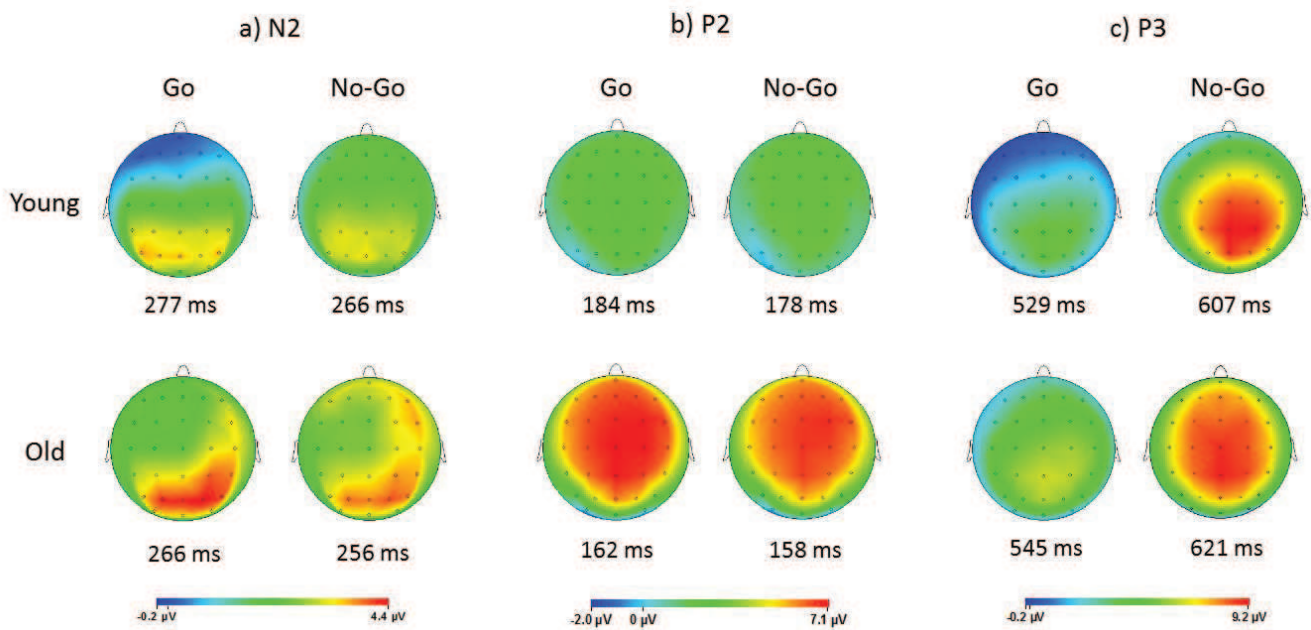 a) N2 b) P2 c) P3
Go No-Go Go No-Go Go No-Go
Young
277 ms 266 ms 184 ms 178 ms 529 ms 607 ms
Old
266 ms 256 ms 162 ms 158 ms 545 ms 621 ms
-0.2 µV 4.4 µV -2.0 µV 0 µV 7.1 µV -0.2 µV 9.2 µV